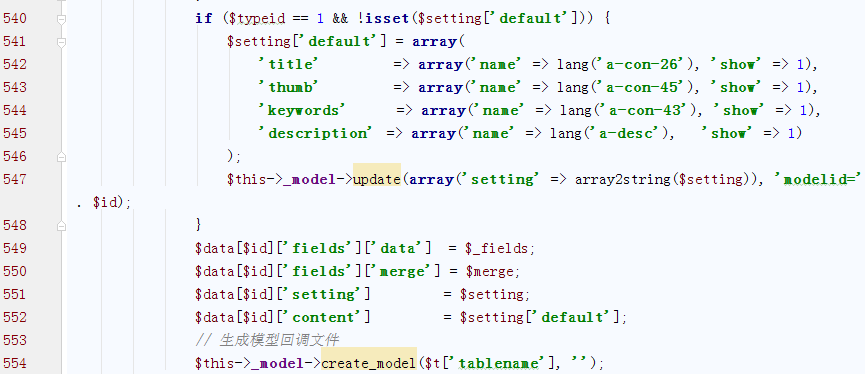 540 if ($typeid == 1 && !isset($setting['default'])) {
541 $setting['default'] = array(
542 'title' => array('name' => lang('a-con-26'), 'show' => 1),
543 'thumb' => array('name' => lang('a-con-45'), 'show' => 1),
544 'keywords' => array('name' => lang('a-con-43'), 'show' => 1),
545 'description' => array('name' => lang('a-desc'), 'show' => 1)
546 );
547 $this->_model->update(array('setting' => array2string($setting)), 'modelid='
. $id);
548 }
549 $data[$id]['fields']['data'] = $_fields;
550 $data[$id]['fields']['merge'] = $merge;
551 $data[$id]['setting'] = $setting;
552 $data[$id]['content'] = $setting['default'];
553 // 生成模型回调文件
554 $this->_model->create_model($t['tablename'], '');